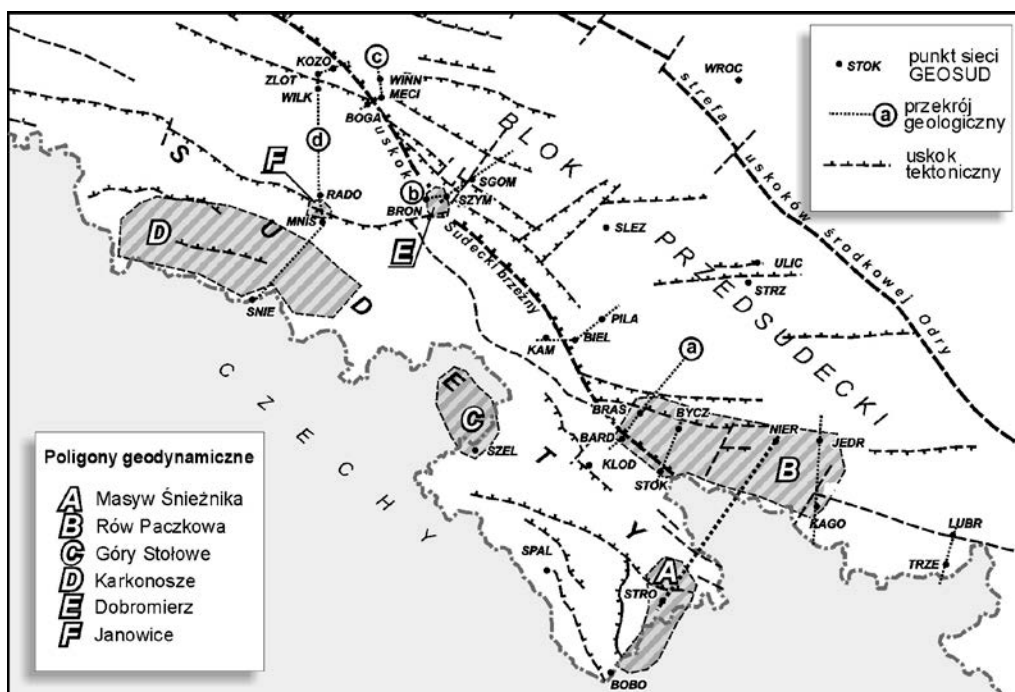 KOZO
ZLOT
WILK
c
WINN
MECI
BOGA
WROC
strefa
uskoków
środkowej Odry
STOK
punkt sieci
GEOSUD
a
przekrój
geologiczny
uskok
tektoniczny
uskok
Sudecki brzeżny
BLOK
PRZEDSUDECKI
SUDETY
d
F
RADO
MNIS
b
BRON
SGOM
SZYM
E
SLEZ
ULIC
STRZ
D
SNIE
PILA
KAM
BIEL
a
CZECHY
C
SZEL
BRAS
BYCZ
NIER
JEDR
BARD
KLOD
STOK
B
KAGO
LUBR
TRZE
SPAL
A
STRO
BOBO
Poligony geodynamiczne
A Masyw Śnieżnika
B Rów Paczkowa
C Góry Stołowe
D Karkonosze
E Dobromierz
F Janowice